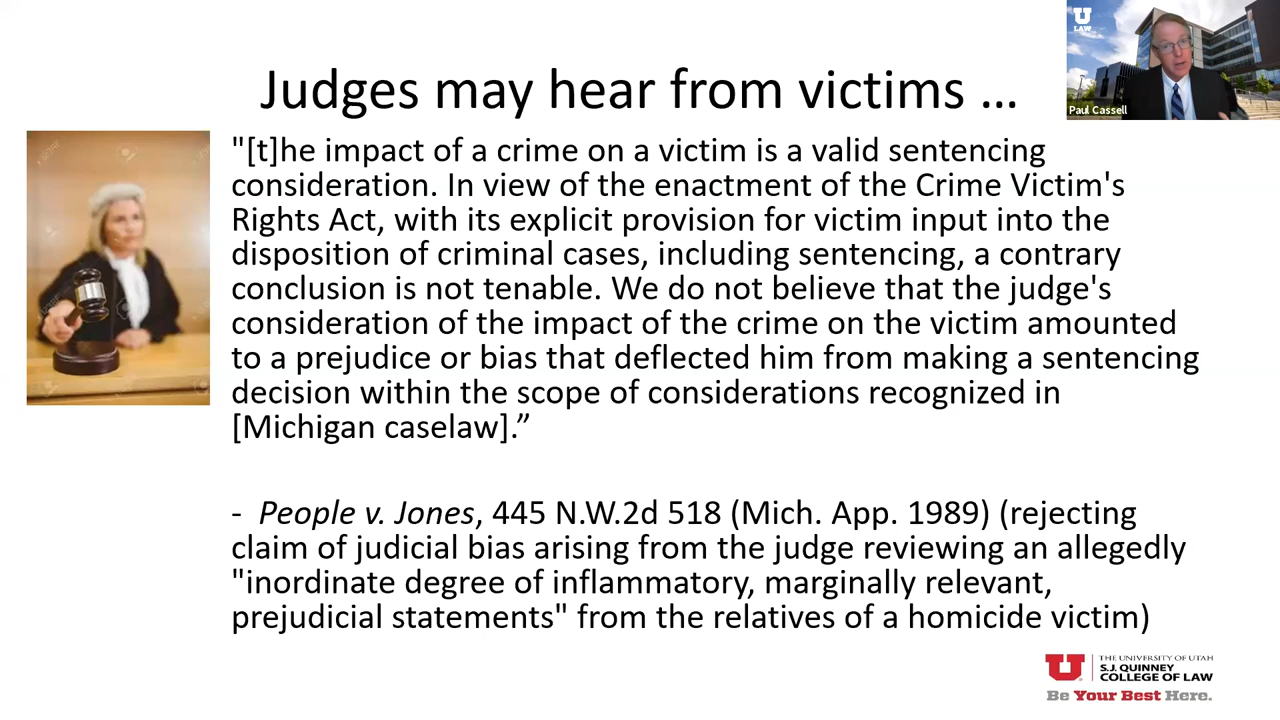 U
LAW
Paul Cassell
Judges may hear from victims …
"[t]he impact of a crime on a victim is a valid sentencing
consideration. In view of the enactment of the Crime Victim's
Rights Act, with its explicit provision for victim input into the
disposition of criminal cases, including sentencing, a contrary
conclusion is not tenable. We do not believe that the judge's
consideration of the impact of the crime on the victim amounted
to a prejudice or bias that deflected him from making a sentencing
decision within the scope of considerations recognized in
[Michigan caselaw].”
- People v. Jones, 445 N.W.2d 518 (Mich. App. 1989) (rejecting
claim of judicial bias arising from the judge reviewing an allegedly
"inordinate degree of inflammatory, marginally relevant,
prejudicial statements" from the relatives of a homicide victim)
U
THE UNIVERSITY OF UTAH
S.J. QUINNEY
COLLEGE OF LAW
Be Your Best Here.